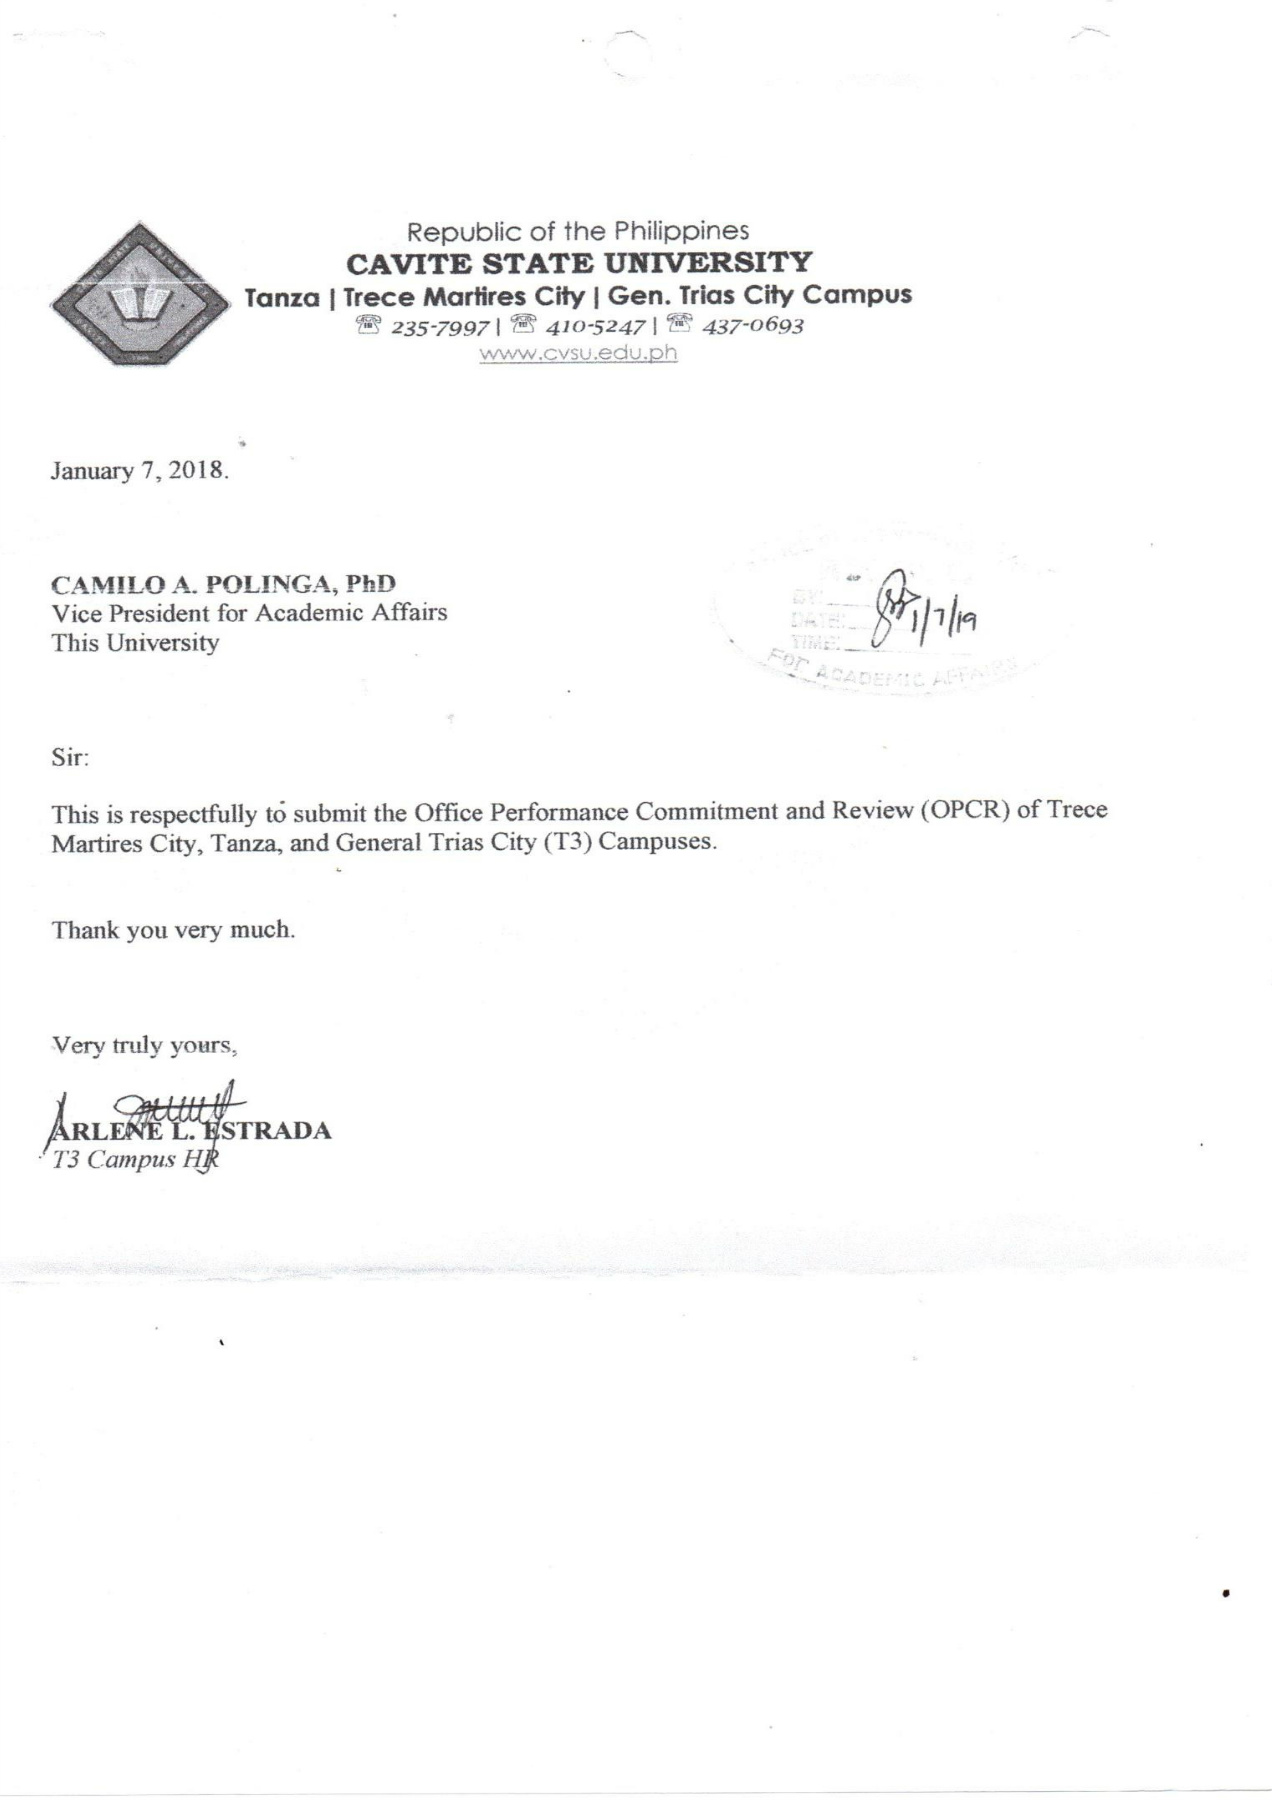 Republic of the Philippines
CAVITE STATE UNIVERSITY
Tanza | Trece Martires City | Gen. Trias City Campus
☏ 235-7997 | ☏ 410-5247 | ☏ 437-0693
www.cvsu.edu.ph
January 7, 2018.
CAMILO A. POLINGA, PhD
Vice President for Academic Affairs
This University
BY:
DATE: 1/7/19
TIME:
FOR ACADEMIC AFFAIRS
Sir:
This is respectfully to submit the Office Performance Commitment and Review (OPCR) of Trece
Martires City, Tanza, and General Trias City (T3) Campuses.
Thank you very much.
Very truly yours,
ARLENE L. ESTRADA
T3 Campus HR